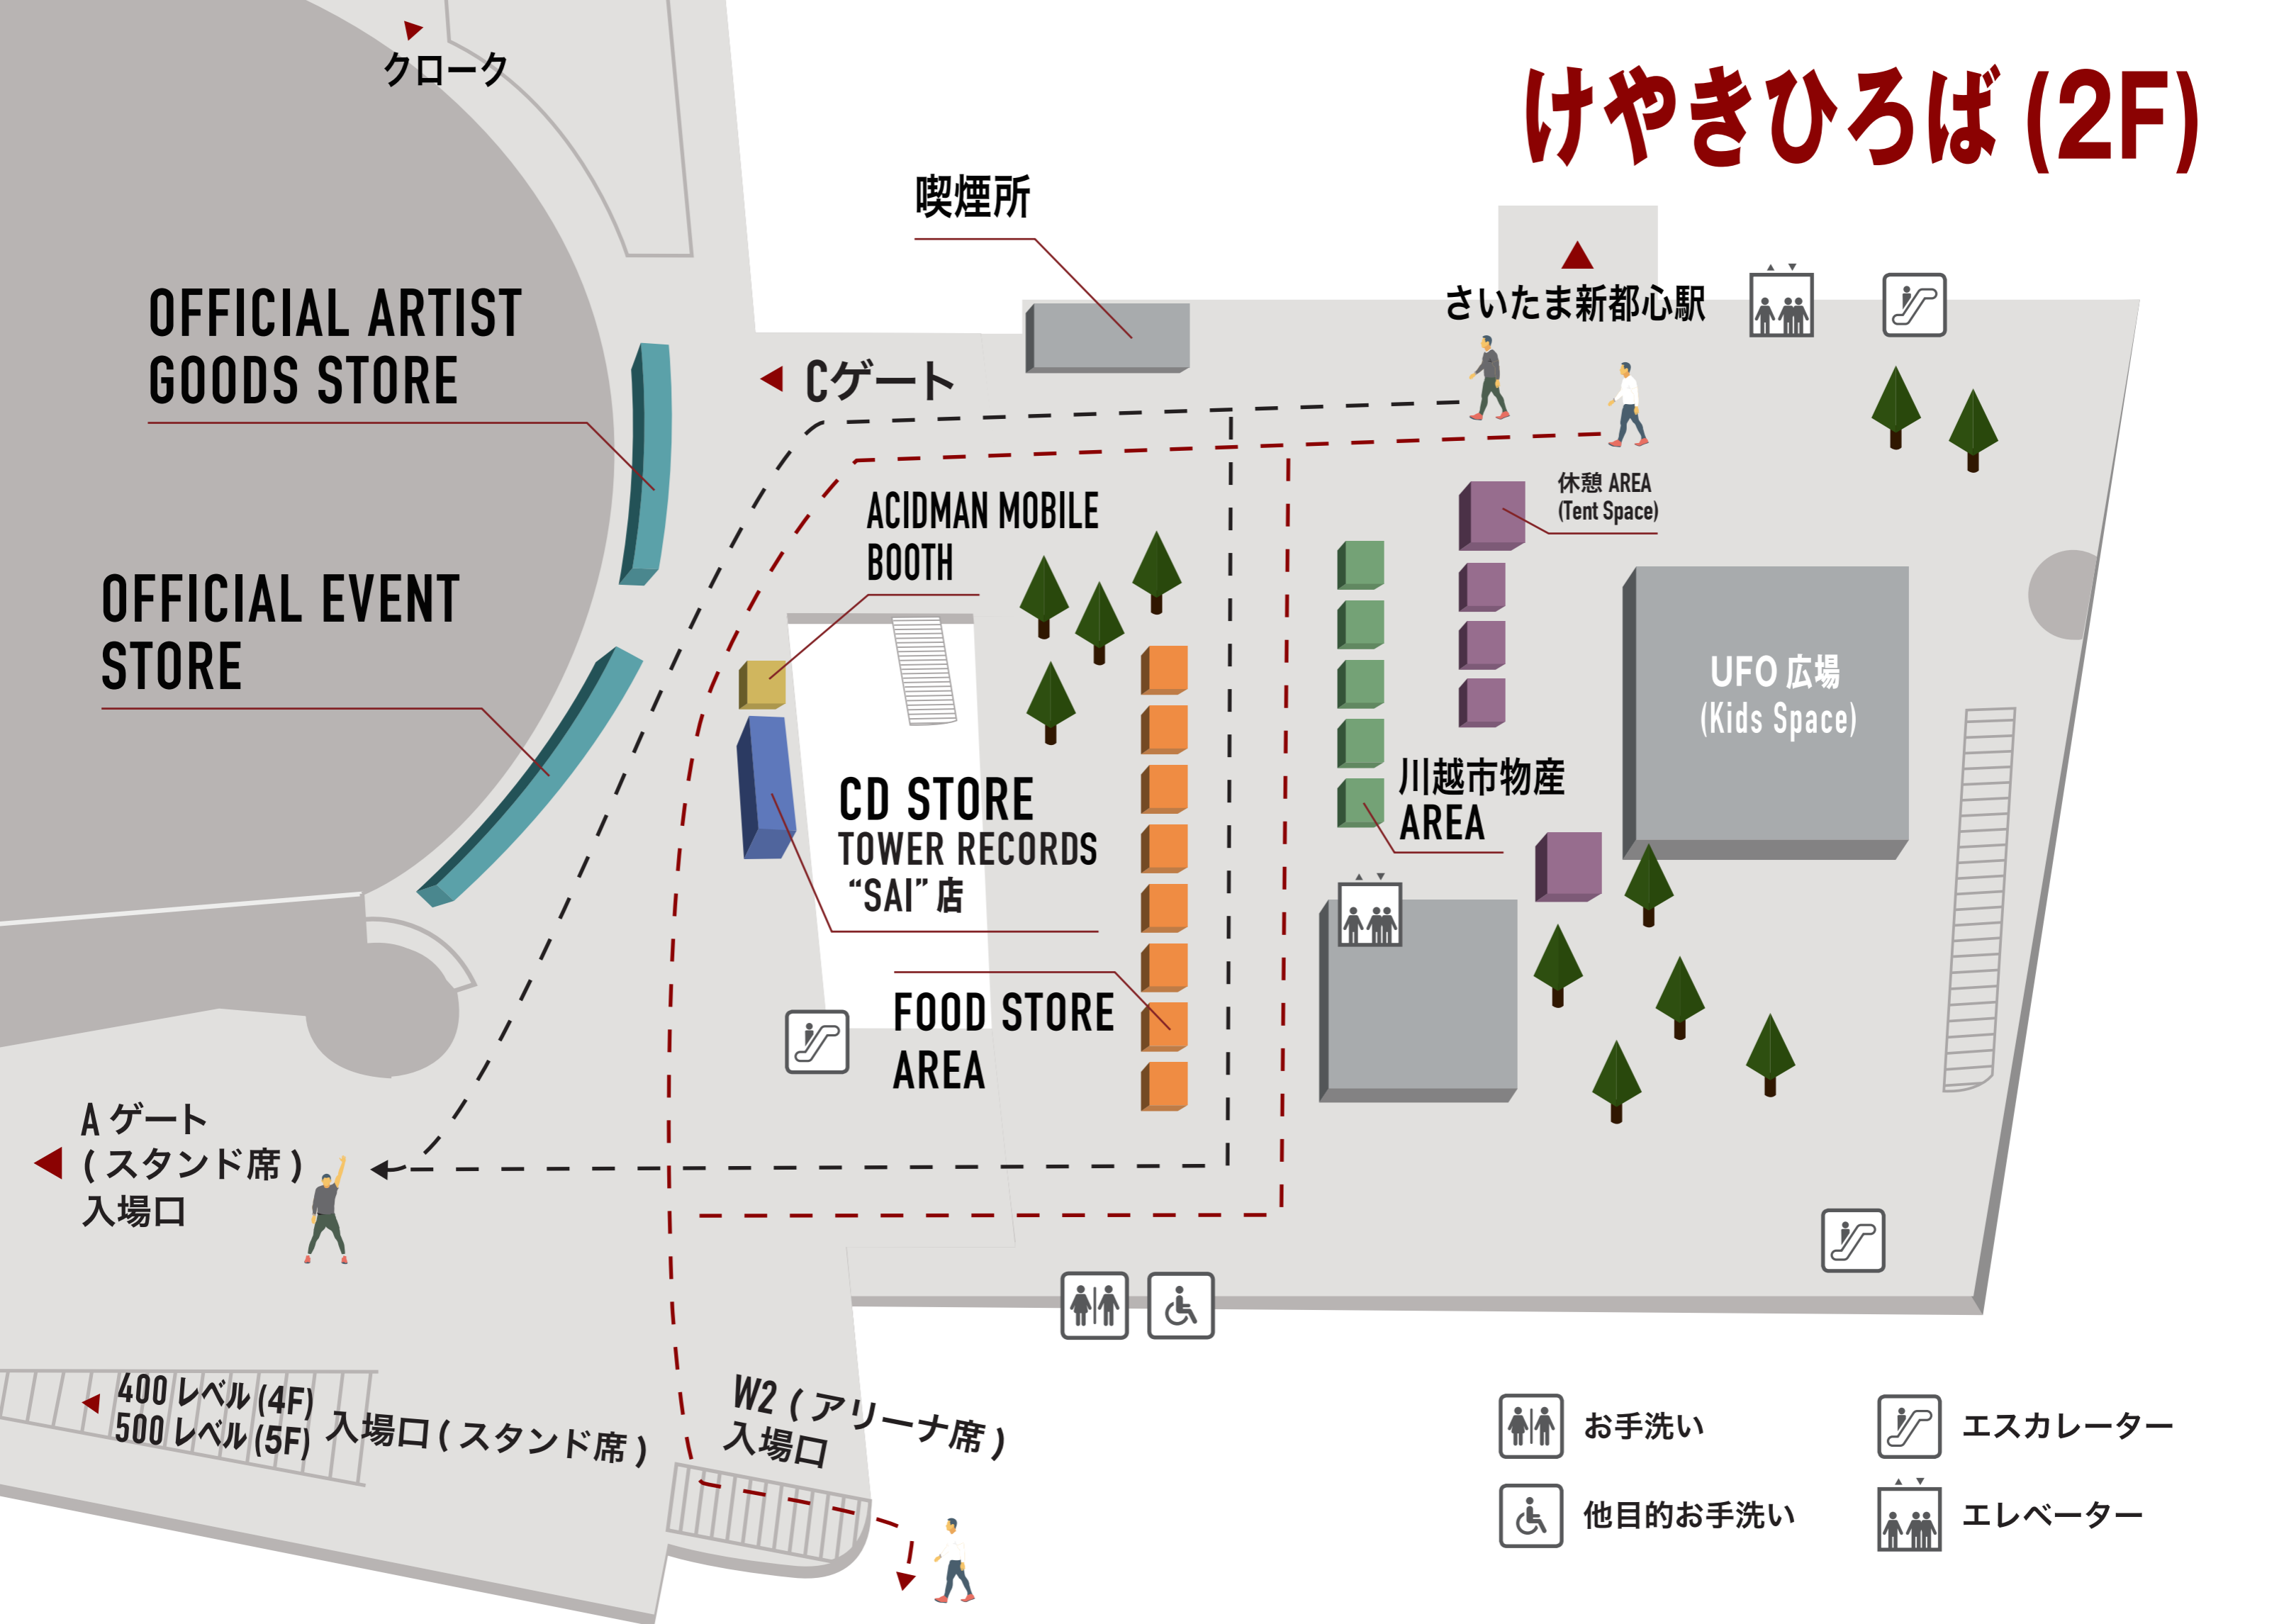 けやきひろば (2F)
クローク
喫煙所
さいたま新都心駅
OFFICIAL ARTIST
GOODS STORE
Cゲート
休憩 AREA
(Tent Space)
ACIDMAN MOBILE
BOOTH
OFFICIAL EVENT
STORE
UFO 広場
(Kids Space)
川越市物産
AREA
CD STORE
TOWER RECORDS
“SAI” 店
FOOD STORE
AREA
A ゲート
( スタンド席 )
入場口
400 レベル (4F)
500 レベル (5F)
入場口 ( スタンド席 )
W2 ( アリーナ席 )
入場口
お手洗い
エスカレーター
他目的お手洗い
エレベーター